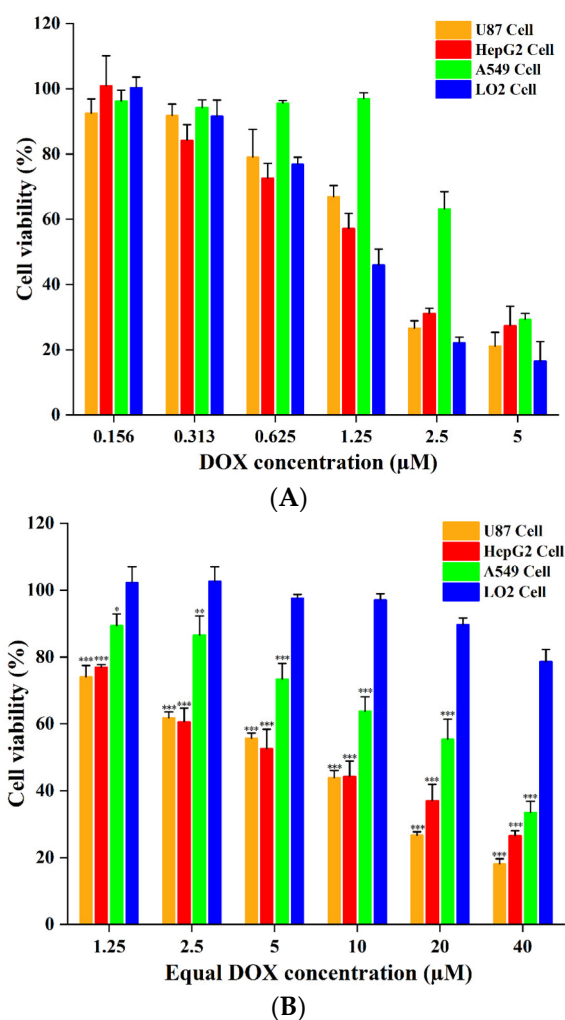 120
100
80
60
40
20
0
Cell viability (%)
U87 Cell
HepG2 Cell
A549 Cell
LO2 Cell
0.156 0.313 0.625 1.25 2.5 5
DOX concentration (μM)
(A)
120
100
80
60
40
20
0
Cell viability (%)
U87 Cell
HepG2 Cell
A549 Cell
LO2 Cell
*** *** *
*** *** **
*** *** ***
*** *** ***
*** *** ***
*** *** ***
1.25 2.5 5 10 20 40
Equal DOX concentration (μM)
(B)